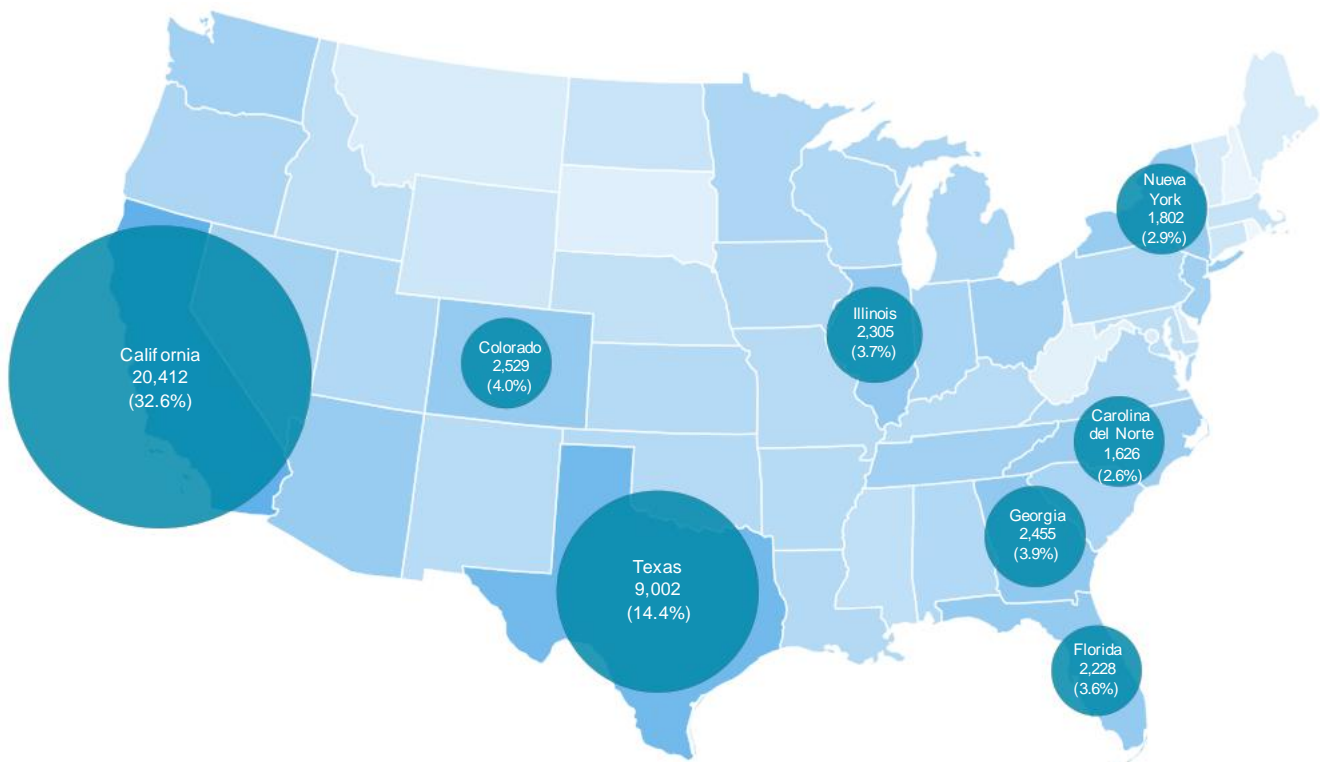 Nueva
York
1,802
(2.9%)
Illinois
2,305
(3.7%)
California
20,412
(32.6%)
Colorado
2,529
(4.0%)
Carolina
del Norte
1,626
(2.6%)
Georgia
2,455
(3.9%)
Texas
9,002
(14.4%)
Florida
2,228
(3.6%)